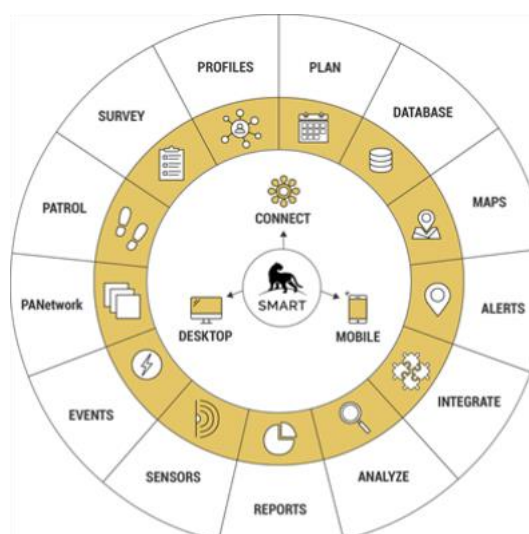 PROFILES
PLAN
DATABASE
MAPS
ALERTS
INTEGRATE
ANALYZE
REPORTS
SENSORS
EVENTS
PANetwork
PATROL
SURVEY
CONNECT
SMART
DESKTOP
MOBILE